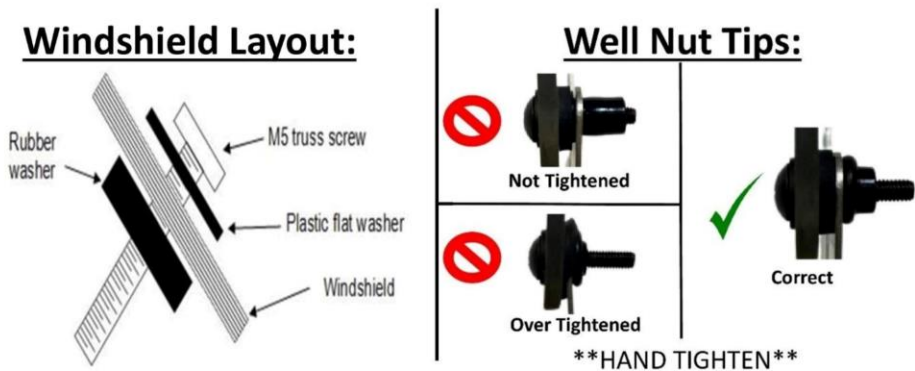 Windshield Layout:
Rubber
washer
M5 truss screw
Plastic flat washer
Windshield
Well Nut Tips:
Not Tightened
Over Tightened
Correct
**HAND TIGHTEN**